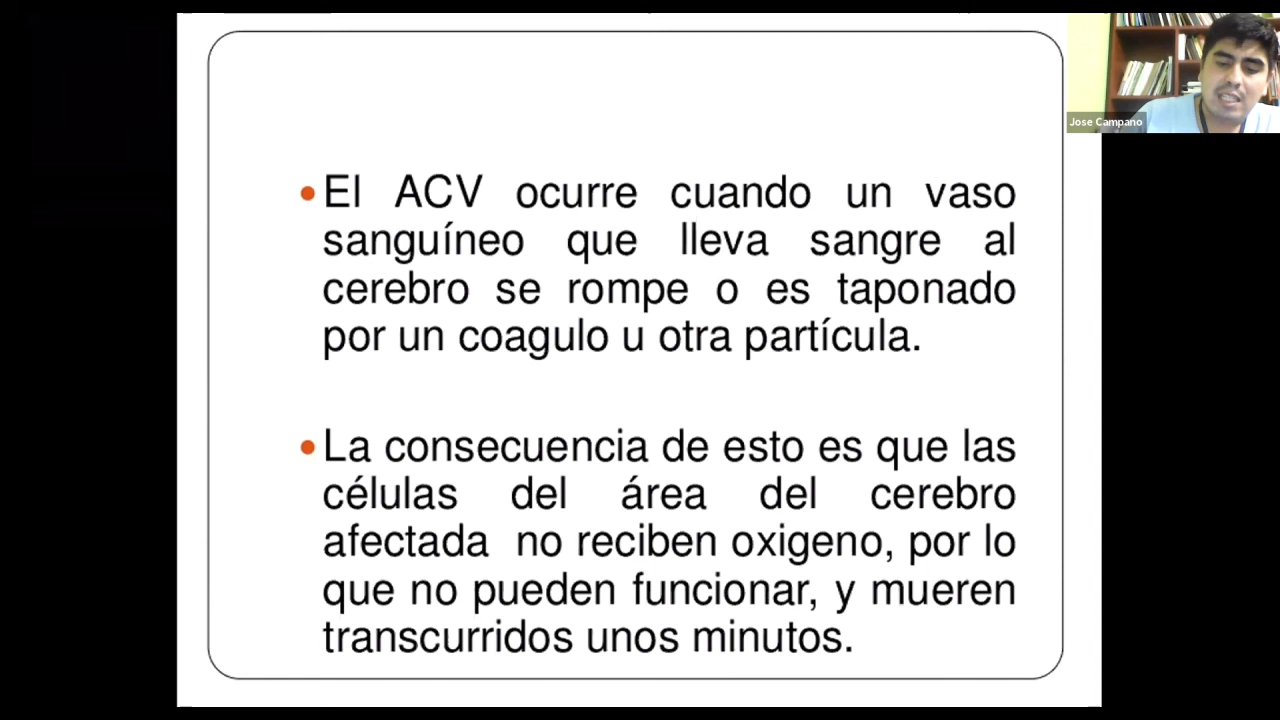 Jose Campano
• El ACV ocurre cuando un vaso
sanguíneo que lleva sangre al
cerebro se rompe o es taponado
por un coagulo u otra partícula.
• La consecuencia de esto es que las
células del área del cerebro
afectada no reciben oxigeno, por lo
que no pueden funcionar, y mueren
transcurridos unos minutos.